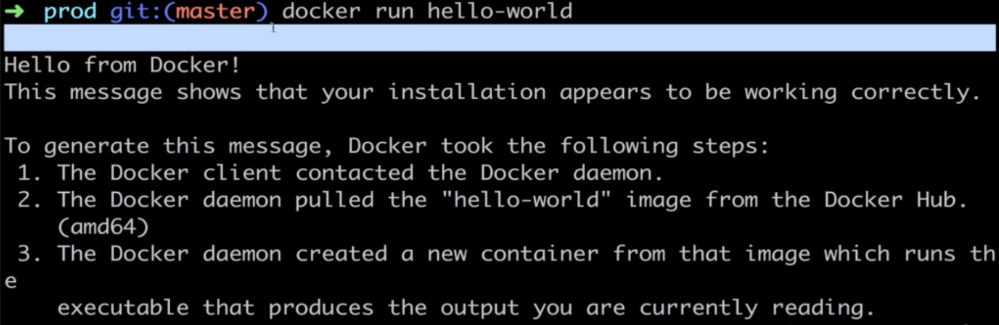 ➜ prod git:(master) docker run hello-world
Hello from Docker!
This message shows that your installation appears to be working correctly.
To generate this message, Docker took the following steps:
1. The Docker client contacted the Docker daemon.
2. The Docker daemon pulled the "hello-world" image from the Docker Hub.
(amd64)
3. The Docker daemon created a new container from that image which runs th
e
executable that produces the output you are currently reading.